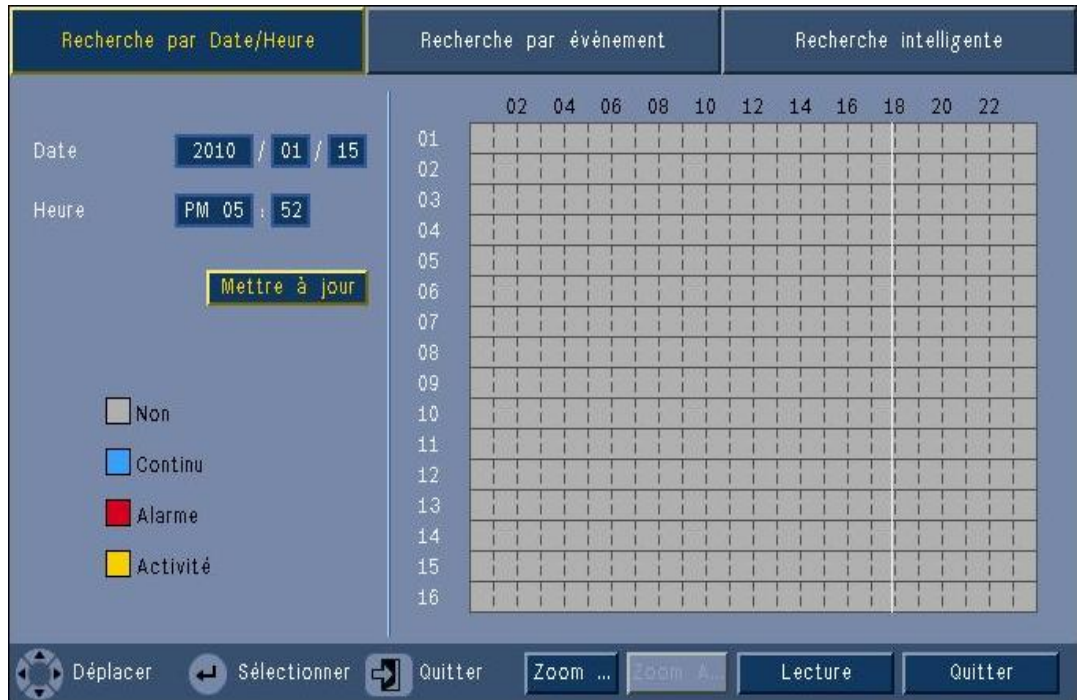 Recherche par Date/Heure Recherche par événement Recherche intelligente
02 04 06 08 10 12 14 16 18 20 22
Date 2010 / 01 / 15
Heure PM 05 : 52
Mettre à jour
01
02
03
04
05
06
07
08
09
10
11
12
13
14
15
16
Non
Continu
Alarme
Activité
Déplacer Sélectionner Quitter Zoom ... Zoom A... Lecture Quitter